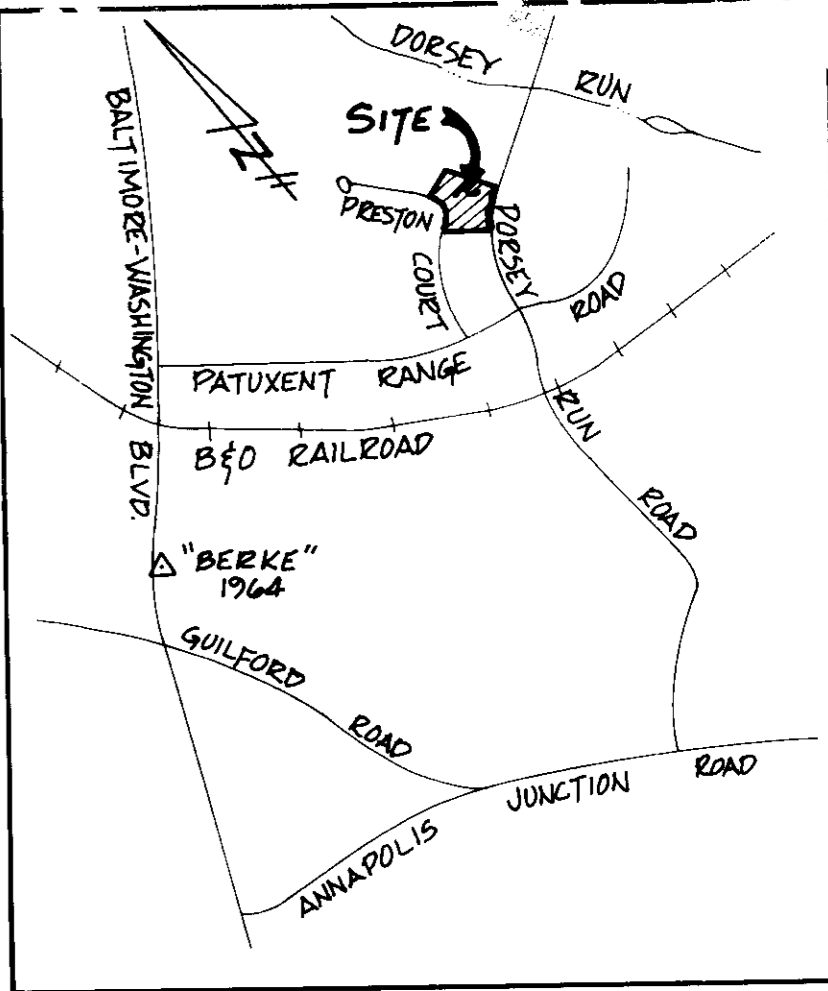 DORSEY RUN
SITE
N
BALTIMORE-WASHINGTON BLVD.
PRESTON COURT
DORSEY RUN ROAD
PATUXENT RANGE ROAD
B&O RAILROAD
"BERKE"
1964
GUILFORD ROAD
ANNAPOLIS JUNCTION ROAD